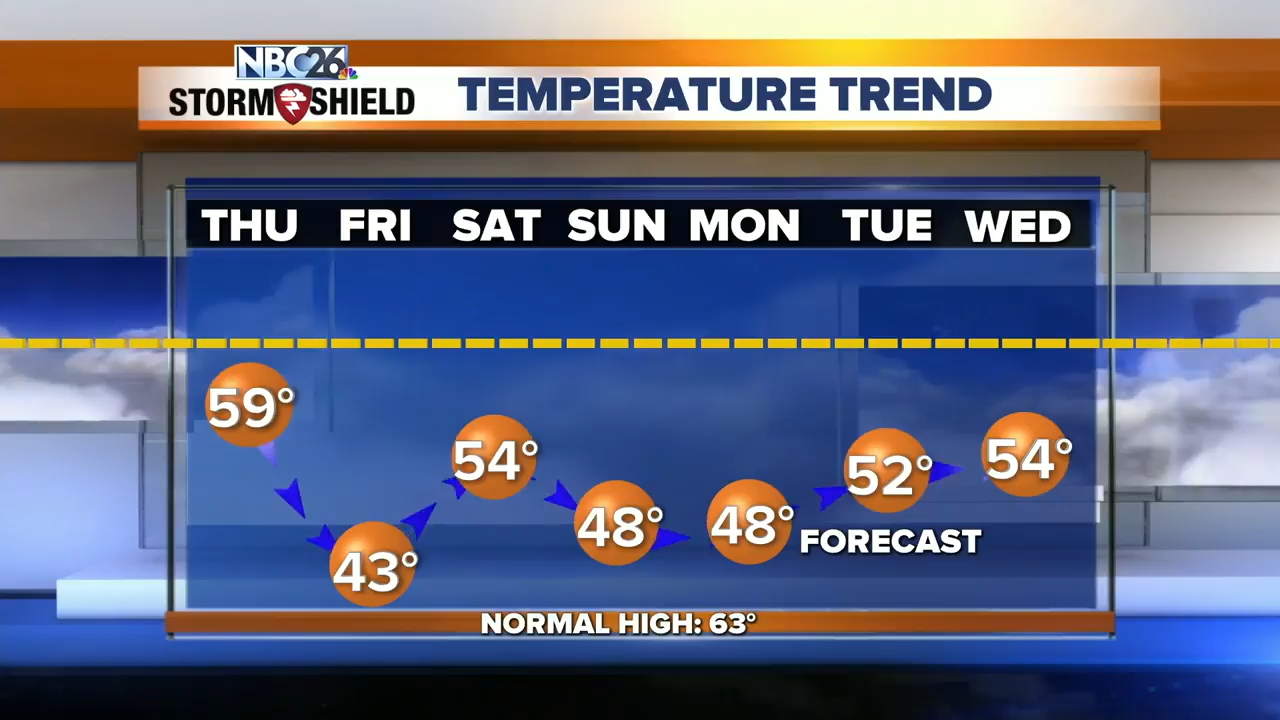 NBC26
STORM SHIELD
TEMPERATURE TREND
THU FRI SAT SUN MON TUE WED
59° 43° 54° 48° 48° 52° 54°
FORECAST
NORMAL HIGH: 63°